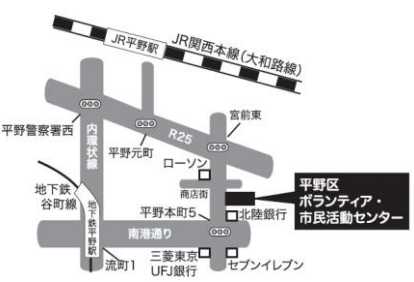 JR平野駅
JR関西本線(大和路線)
宮前東
平野警察署西
内環状線
平野元町
R25
ローソン
商店街
平野区
ボランティア・
市民活動センター
地下鉄
谷町線
地下鉄平野駅
平野本町5
北陸銀行
南港通り
流町1
三菱東京
UFJ銀行
セブンイレブン